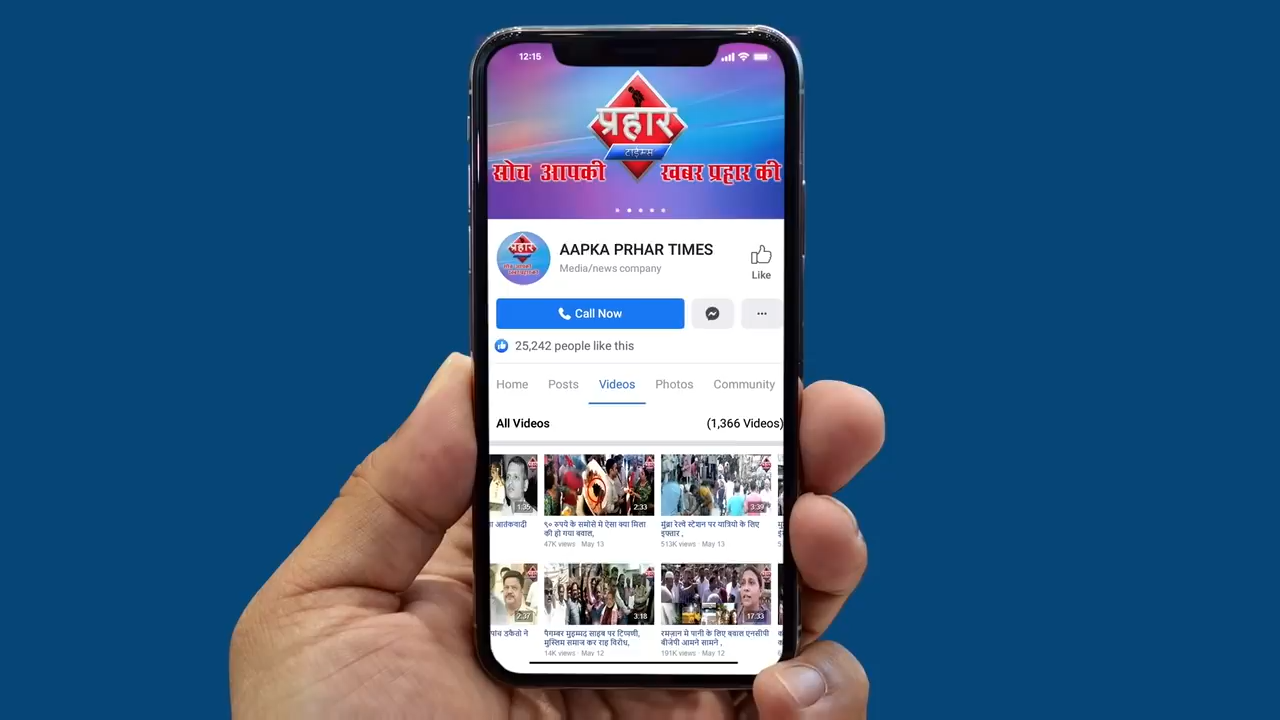 12:15
प्रहार
टाईम्स
सोच आपकी
खबर प्रहार की
प्रहार
AAPKA PRHAR TIMES
Media/news company
Like
Call Now
25,242 people like this
Home
Posts
Videos
Photos
Community
All Videos
(1,366 Videos)
1:35
2:33
3:39
आतंकवादी
९० रुपये के समोसे मे ऐसा क्या मिला
की हो गया बवाल,
47K views · May 13
मुंब्रा रेल्वे स्टेशन पर यात्रियो के लिए
इफ्तार ,
513K views · May 13
2:37
3:18
17:33
पांच डकैतो ने
पैगम्बर मुहम्मद साहब पर टिप्पणी,
मुस्लिम समाज कर राह विरोध,
14K views · May 12
रमज़ान मे पानी के लिए बवाल एनसीपी
बीजेपी आमने सामने ,
191K views · May 12